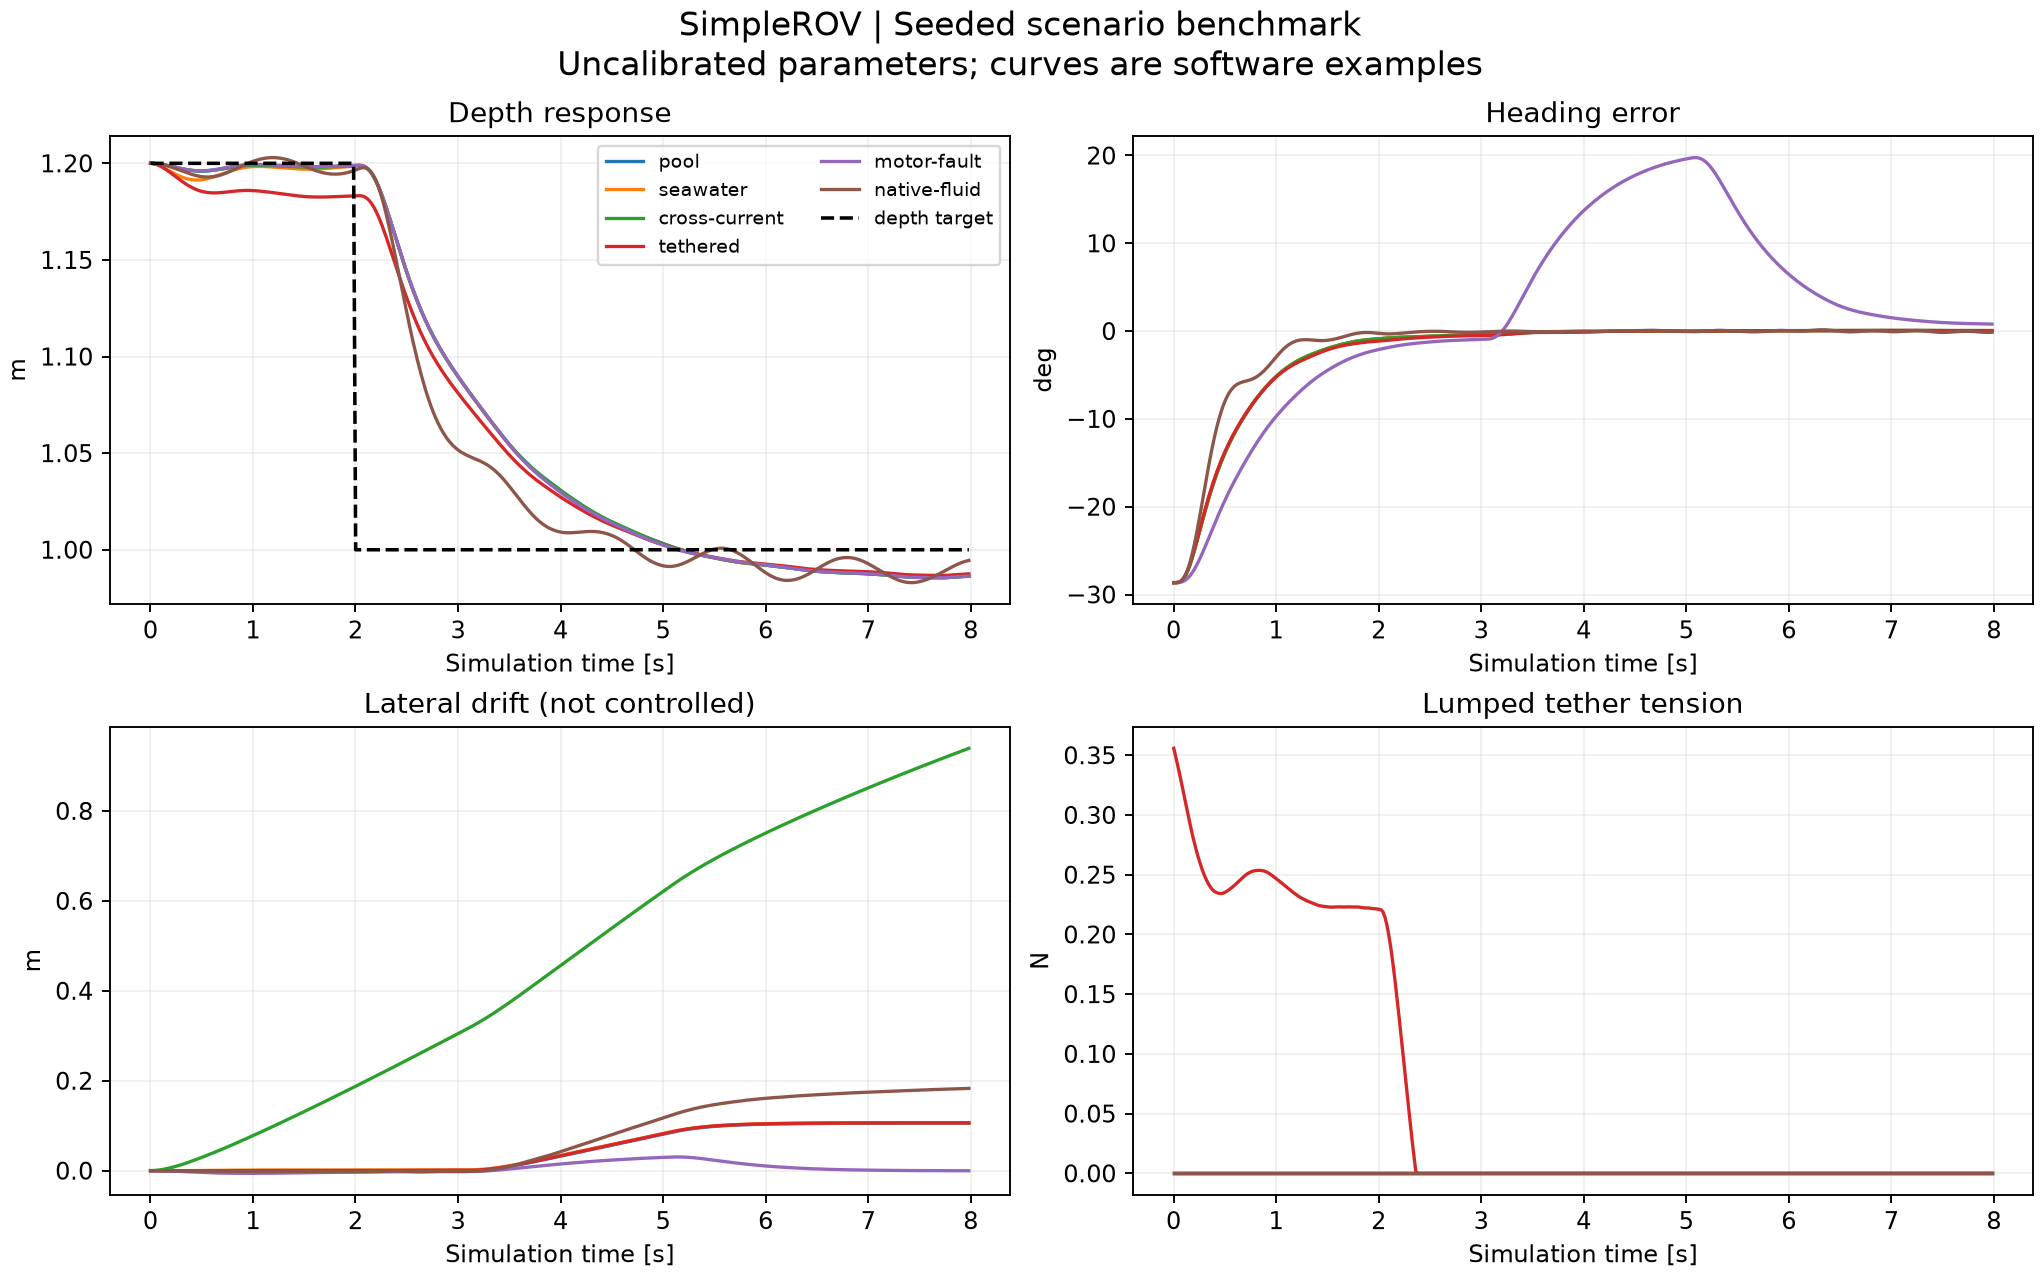 SimpleROV | Seeded scenario benchmark
Uncalibrated parameters; curves are software examples
Depth response
m
1.20
1.15
1.10
1.05
1.00
pool
seawater
cross-current
tethered
motor-fault
native-fluid
depth target
0 1 2 3 4 5 6 7 8
Simulation time [s]
Heading error
deg
20
10
0
−10
−20
−30
0 1 2 3 4 5 6 7 8
Simulation time [s]
Lateral drift (not controlled)
m
0.8
0.6
0.4
0.2
0.0
0 1 2 3 4 5 6 7 8
Simulation time [s]
Lumped tether tension
N
0.35
0.30
0.25
0.20
0.15
0.10
0.05
0.00
0 1 2 3 4 5 6 7 8
Simulation time [s]